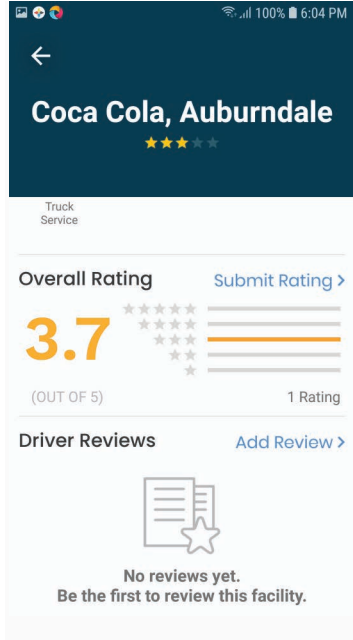 100% 6:04 PM
Coca Cola, Auburndale
Truck
Service
Overall Rating
Submit Rating >
3.7
(OUT OF 5)
1 Rating
Driver Reviews
Add Review >
No reviews yet.
Be the first to review this facility.